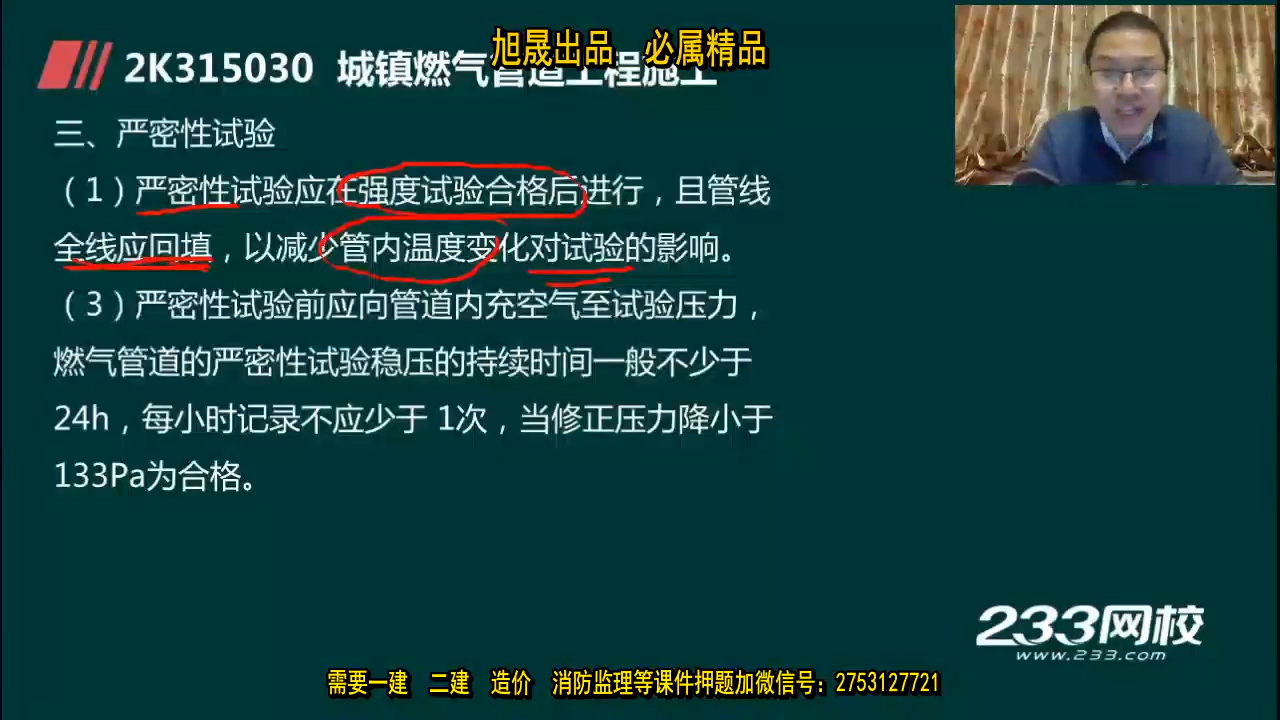 旭晟出品 必属精品
2K315030 城镇燃气管道工程施工
三、严密性试验
（1）严密性试验应在强度试验合格后进行，且管线
全线应回填，以减少管内温度变化对试验的影响。
（3）严密性试验前应向管道内充空气至试验压力，
燃气管道的严密性试验稳压的持续时间一般不少于
24h，每小时记录不应少于 1次，当修正压力降小于
133Pa为合格。
233网校
www.233.com
需要一建 二建 造价 消防监理等课件押题加微信号：2753127721